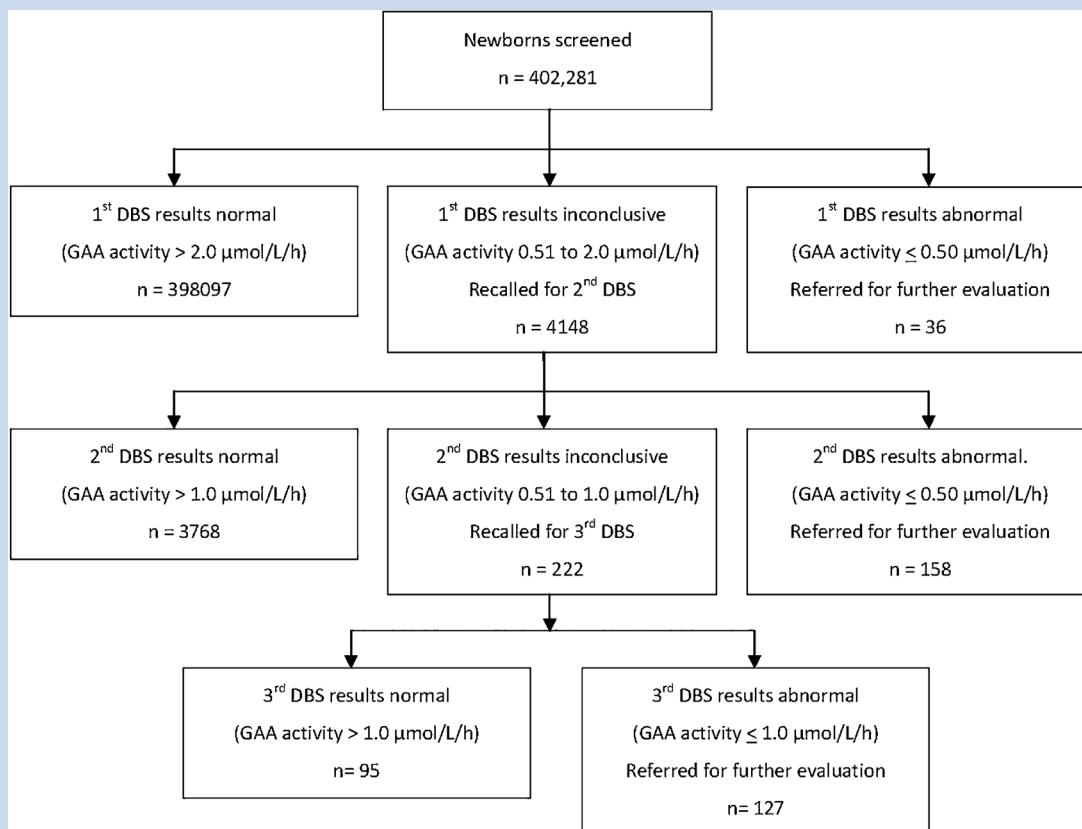 Newborns screened
n = 402,281
1st DBS results normal
(GAA activity > 2.0 μmol/L/h)
n = 398097
1st DBS results inconclusive
(GAA activity 0.51 to 2.0 μmol/L/h)
Recalled for 2nd DBS
n = 4148
1st DBS results abnormal
(GAA activity ≤ 0.50 μmol/L/h)
Referred for further evaluation
n = 36
2nd DBS results normal
(GAA activity > 1.0 μmol/L/h)
n = 3768
2nd DBS results inconclusive
(GAA activity 0.51 to 1.0 μmol/L/h)
Recalled for 3rd DBS
n = 222
2nd DBS results abnormal.
(GAA activity ≤ 0.50 μmol/L/h)
Referred for further evaluation
n = 158
3rd DBS results normal
(GAA activity > 1.0 μmol/L/h)
n= 95
3rd DBS results abnormal
(GAA activity ≤ 1.0 μmol/L/h)
Referred for further evaluation
n= 127